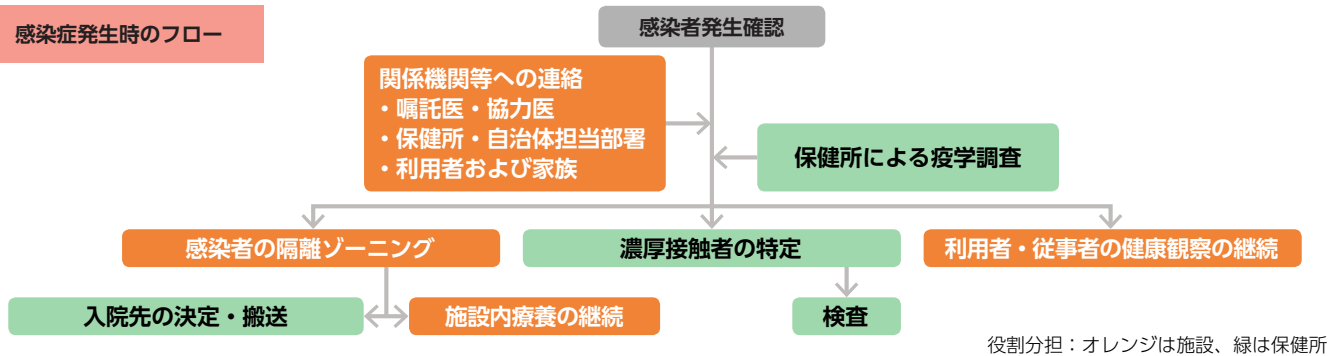 感染症発生時のフロー
感染者発生確認
関係機関等への連絡
・嘱託医・協力医
・保健所・自治体担当部署
・利用者および家族
保健所による疫学調査
感染者の隔離ゾーニング
濃厚接触者の特定
利用者・従事者の健康観察の継続
入院先の決定・搬送
施設内療養の継続
検査
役割分担：オレンジは施設、緑は保健所